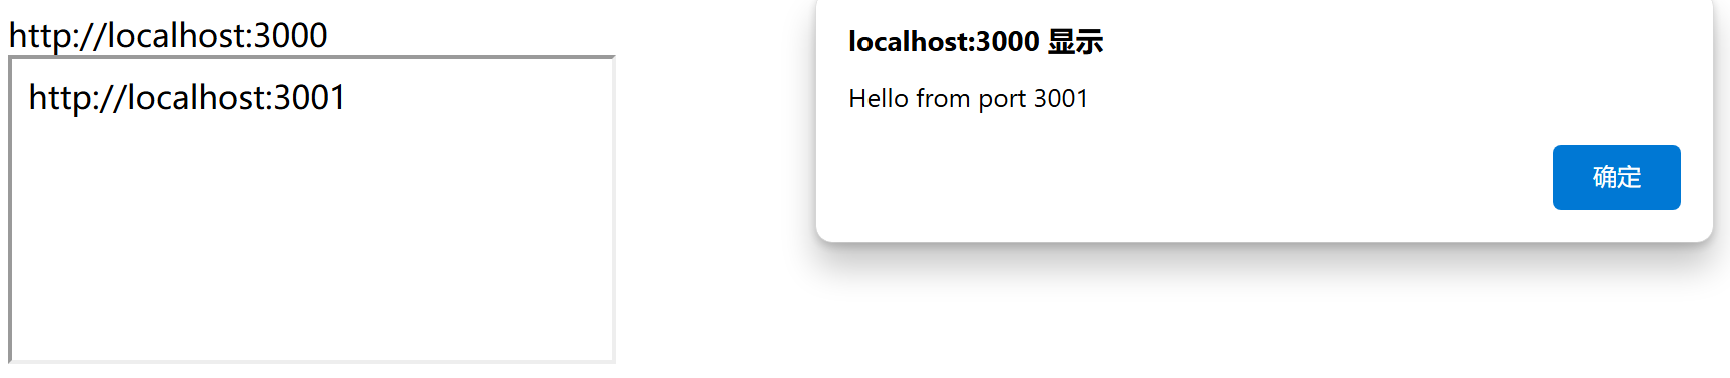 http://localhost:3000
http://localhost:3001
localhost:3000 显示
Hello from port 3001
确定